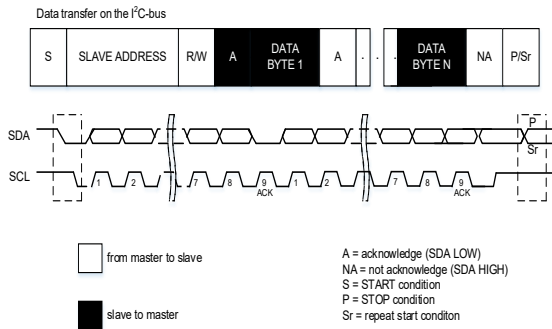 Data transfer on the I²C-bus
S SLAVE ADDRESS R/W A DATA BYTE 1 A . . . DATA BYTE N NA P/Sr
SDA P
Sr
SCL 1 2 7 8 9 1 2 7 8 9
ACK ACK
from master to slave
slave to master
A = acknowledge (SDA LOW)
NA = not acknowledge (SDA HIGH)
S = START condition
P = STOP condition
Sr = repeat start conditon